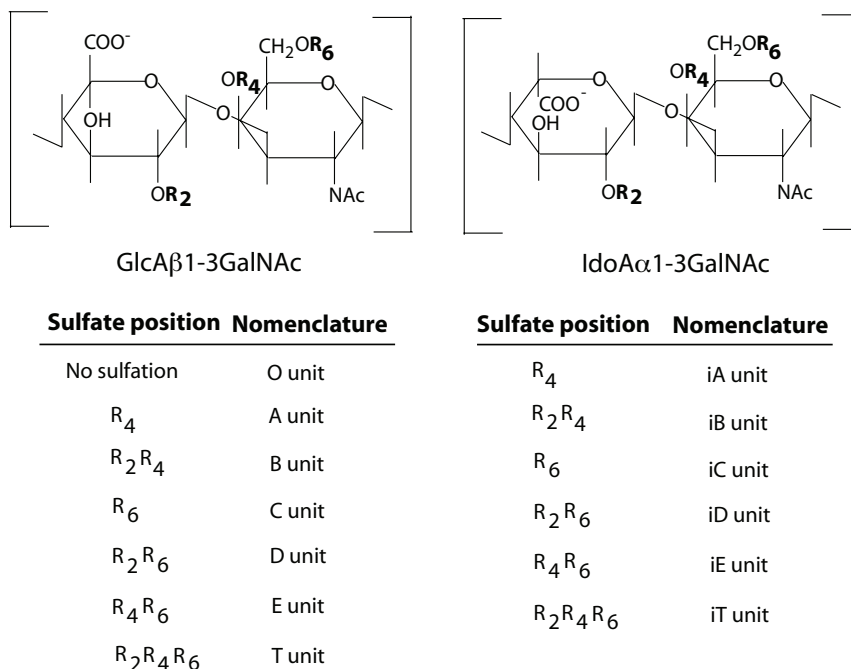 COO⁻ O CH₂OR₆
OR₄ O
OH O
OR₂ NAc
GlcAβ1-3GalNAc
Sulfate position Nomenclature
No sulfation O unit
R₄ A unit
R₂R₄ B unit
R₆ C unit
R₂R₆ D unit
R₄R₆ E unit
R₂R₄R₆ T unit
CH₂OR₆
O OR₄ O
COO⁻
OH O
OR₂ NAc
IdoAα1-3GalNAc
Sulfate position Nomenclature
R₄ iA unit
R₂R₄ iB unit
R₆ iC unit
R₂R₆ iD unit
R₄R₆ iE unit
R₂R₄R₆ iT unit